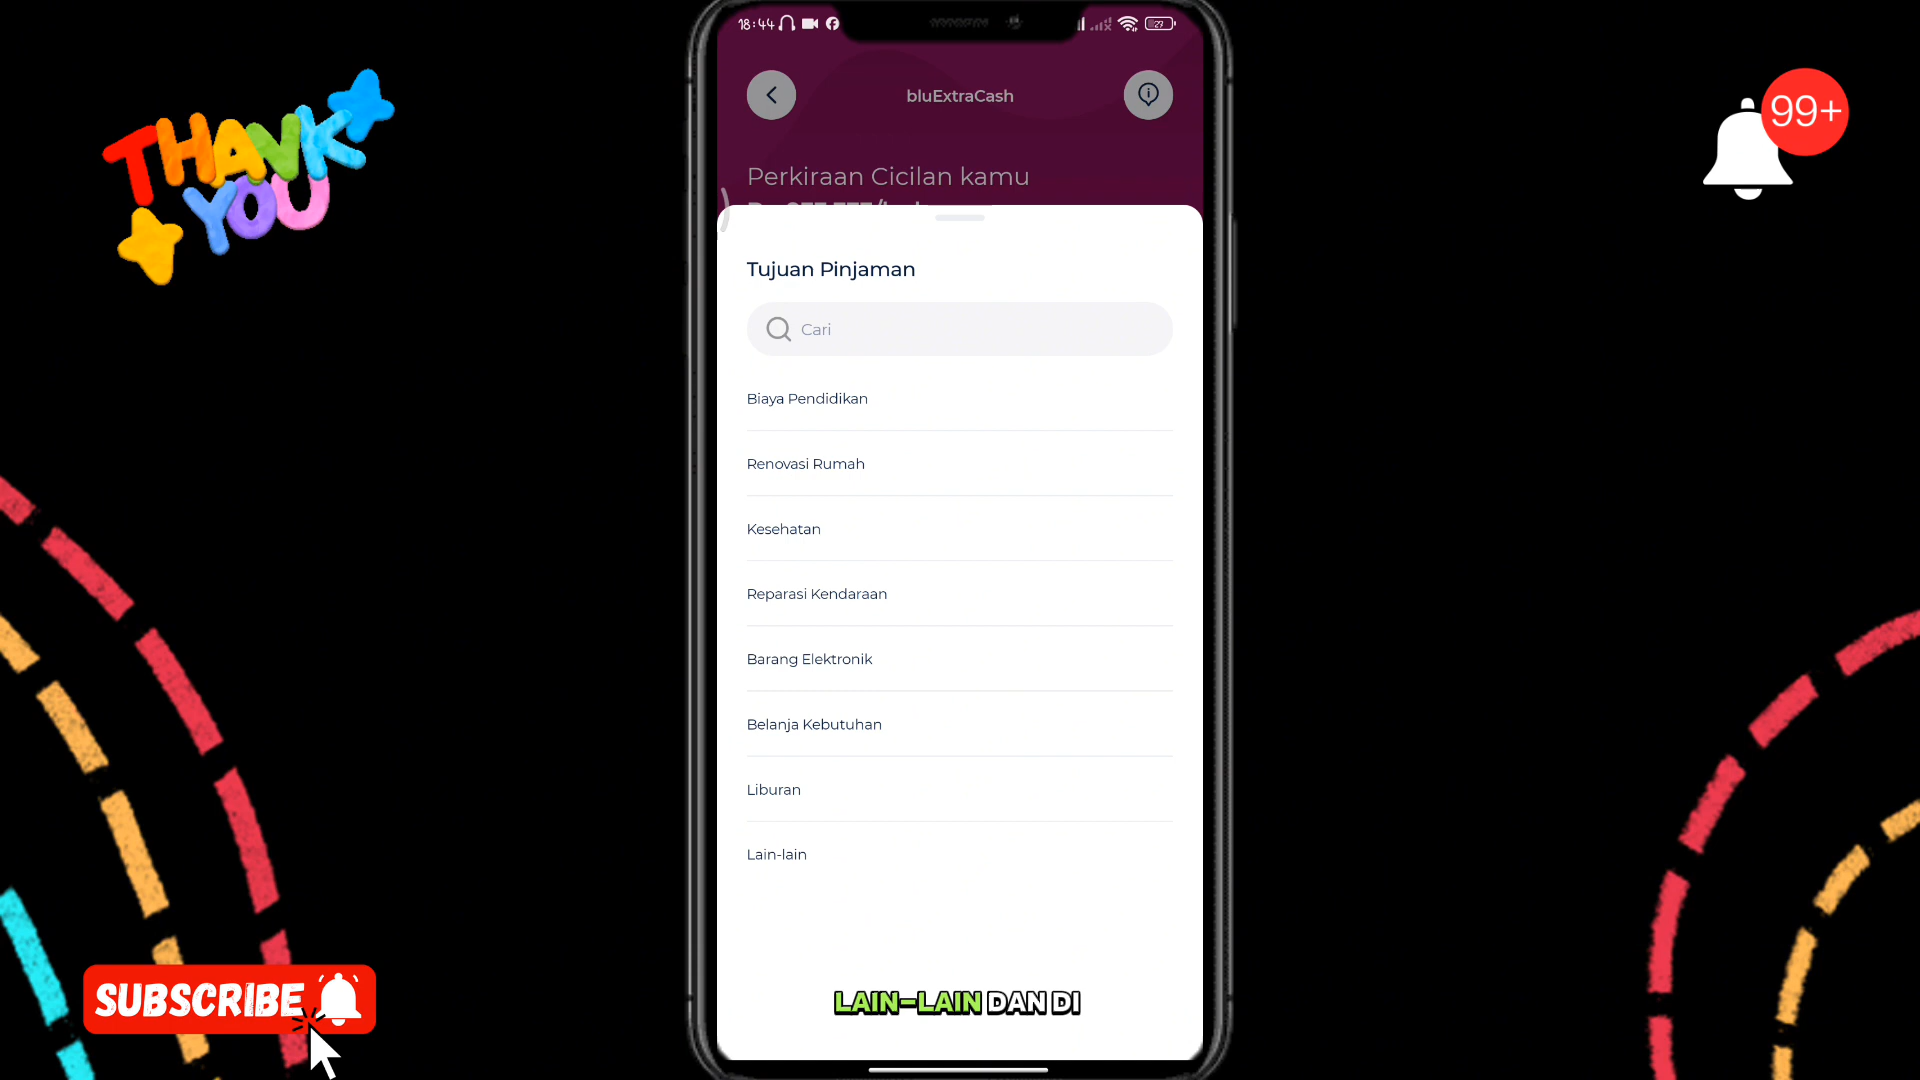 18:44
27
THANK
YOU
99+
bluExtraCash
Perkiraan Cicilan kamu
Tujuan Pinjaman
Cari
Biaya Pendidikan
Renovasi Rumah
Kesehatan
Reparasi Kendaraan
Barang Elektronik
Belanja Kebutuhan
Liburan
Lain-lain
SUBSCRIBE
LAIN-LAIN DAN DI